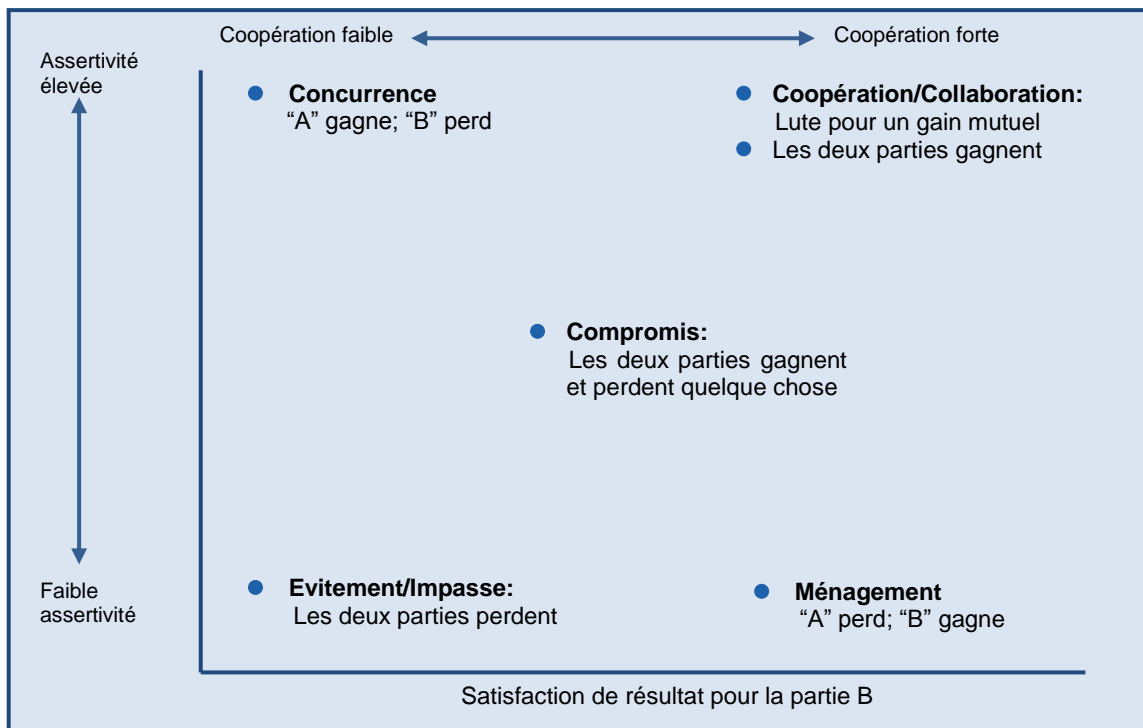 Coopération faible
Coopération forte
Assertivité
élevée
Concurrence
“A” gagne; “B” perd
Coopération/Collaboration:
Lute pour un gain mutuel
Les deux parties gagnent
Compromis:
Les deux parties gagnent
et perdent quelque chose
Faible
assertivité
Evitement/Impasse:
Les deux parties perdent
Ménagement
“A” perd; “B” gagne
Satisfaction de résultat pour la partie B